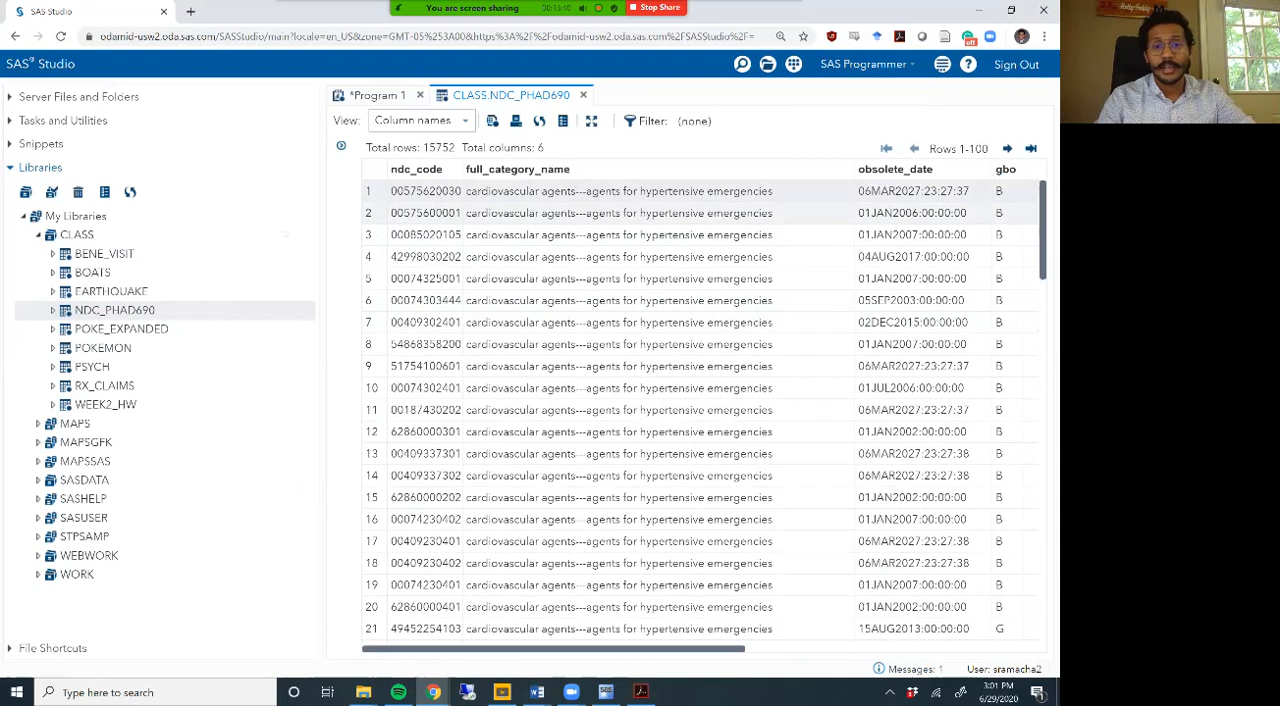 SAS Studio
You are screen sharing
Stop Share
odamid-usw2.oda.sas.com/SASStudio/main?locale=en_US&zone=GMT-05%253A00&https%3A%2F%2Fodamid-usw2.oda.sas.com%2FSASStudio%2F=
off
SAS® Studio
SAS Programmer
Sign Out
Server Files and Folders
Tasks and Utilities
Snippets
Libraries
My Libraries
CLASS
BENE_VISIT
BOATS
EARTHQUAKE
NDC_PHAD690
POKE_EXPANDED
POKEMON
PSYCH
RX_CLAIMS
WEEK2_HW
MAPS
MAPSGFK
MAPSSAS
SASDATA
SASHELP
SASUSER
STPSAMP
WEBWORK
WORK
File Shortcuts
*Program 1
CLASS.NDC_PHAD690
View: Column names Filter: (none)
Total rows: 15752 Total columns: 6 Rows 1-100
ndc_code full_category_name obsolete_date gbo
1 00575620030 cardiovascular agents---agents for hypertensive emergencies 06MAR2027:23:27:37 B
2 00575600001 cardiovascular agents---agents for hypertensive emergencies 01JAN2006:00:00:00 B
3 00085020105 cardiovascular agents---agents for hypertensive emergencies 01JAN2007:00:00:00 B
4 42998030202 cardiovascular agents---agents for hypertensive emergencies 04AUG2017:00:00:00 B
5 00074325001 cardiovascular agents---agents for hypertensive emergencies 01JAN2007:00:00:00 B
6 00074303444 cardiovascular agents---agents for hypertensive emergencies 05SEP2003:00:00:00 B
7 00409302401 cardiovascular agents---agents for hypertensive emergencies 02DEC2015:00:00:00 B
8 54868358200 cardiovascular agents---agents for hypertensive emergencies 01JAN2007:00:00:00 B
9 51754100601 cardiovascular agents---agents for hypertensive emergencies 06MAR2027:23:27:37 B
10 00074302401 cardiovascular agents---agents for hypertensive emergencies 01JUL2006:00:00:00 B
11 00187430202 cardiovascular agents---agents for hypertensive emergencies 06MAR2027:23:27:37 B
12 62860000301 cardiovascular agents---agents for hypertensive emergencies 01JAN2002:00:00:00 B
13 00409337301 cardiovascular agents---agents for hypertensive emergencies 06MAR2027:23:27:38 B
14 00409337302 cardiovascular agents---agents for hypertensive emergencies 06MAR2027:23:27:38 B
15 62860000202 cardiovascular agents---agents for hypertensive emergencies 01JAN2002:00:00:00 B
16 00074230402 cardiovascular agents---agents for hypertensive emergencies 01JAN2007:00:00:00 B
17 00409230401 cardiovascular agents---agents for hypertensive emergencies 06MAR2027:23:27:38 B
18 00409230402 cardiovascular agents---agents for hypertensive emergencies 06MAR2027:23:27:38 B
19 00074230401 cardiovascular agents---agents for hypertensive emergencies 01JAN2007:00:00:00 B
20 62860000401 cardiovascular agents---agents for hypertensive emergencies 01JAN2002:00:00:00 B
21 49452254103 cardiovascular agents---agents for hypertensive emergencies 15AUG2013:00:00:00 G
Messages: 1 User: sramacha2
Type here to search
3:01 PM
6/29/2020